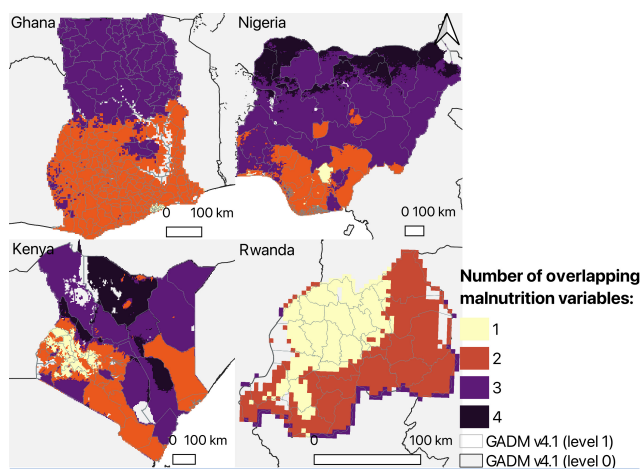 Ghana
Nigeria
0 100 km
0 100 km
Kenya
Rwanda
0 100 km
0 100 km
Number of overlapping
malnutrition variables:
1
2
3
4
GADM v4.1 (level 1)
GADM v4.1 (level 0)